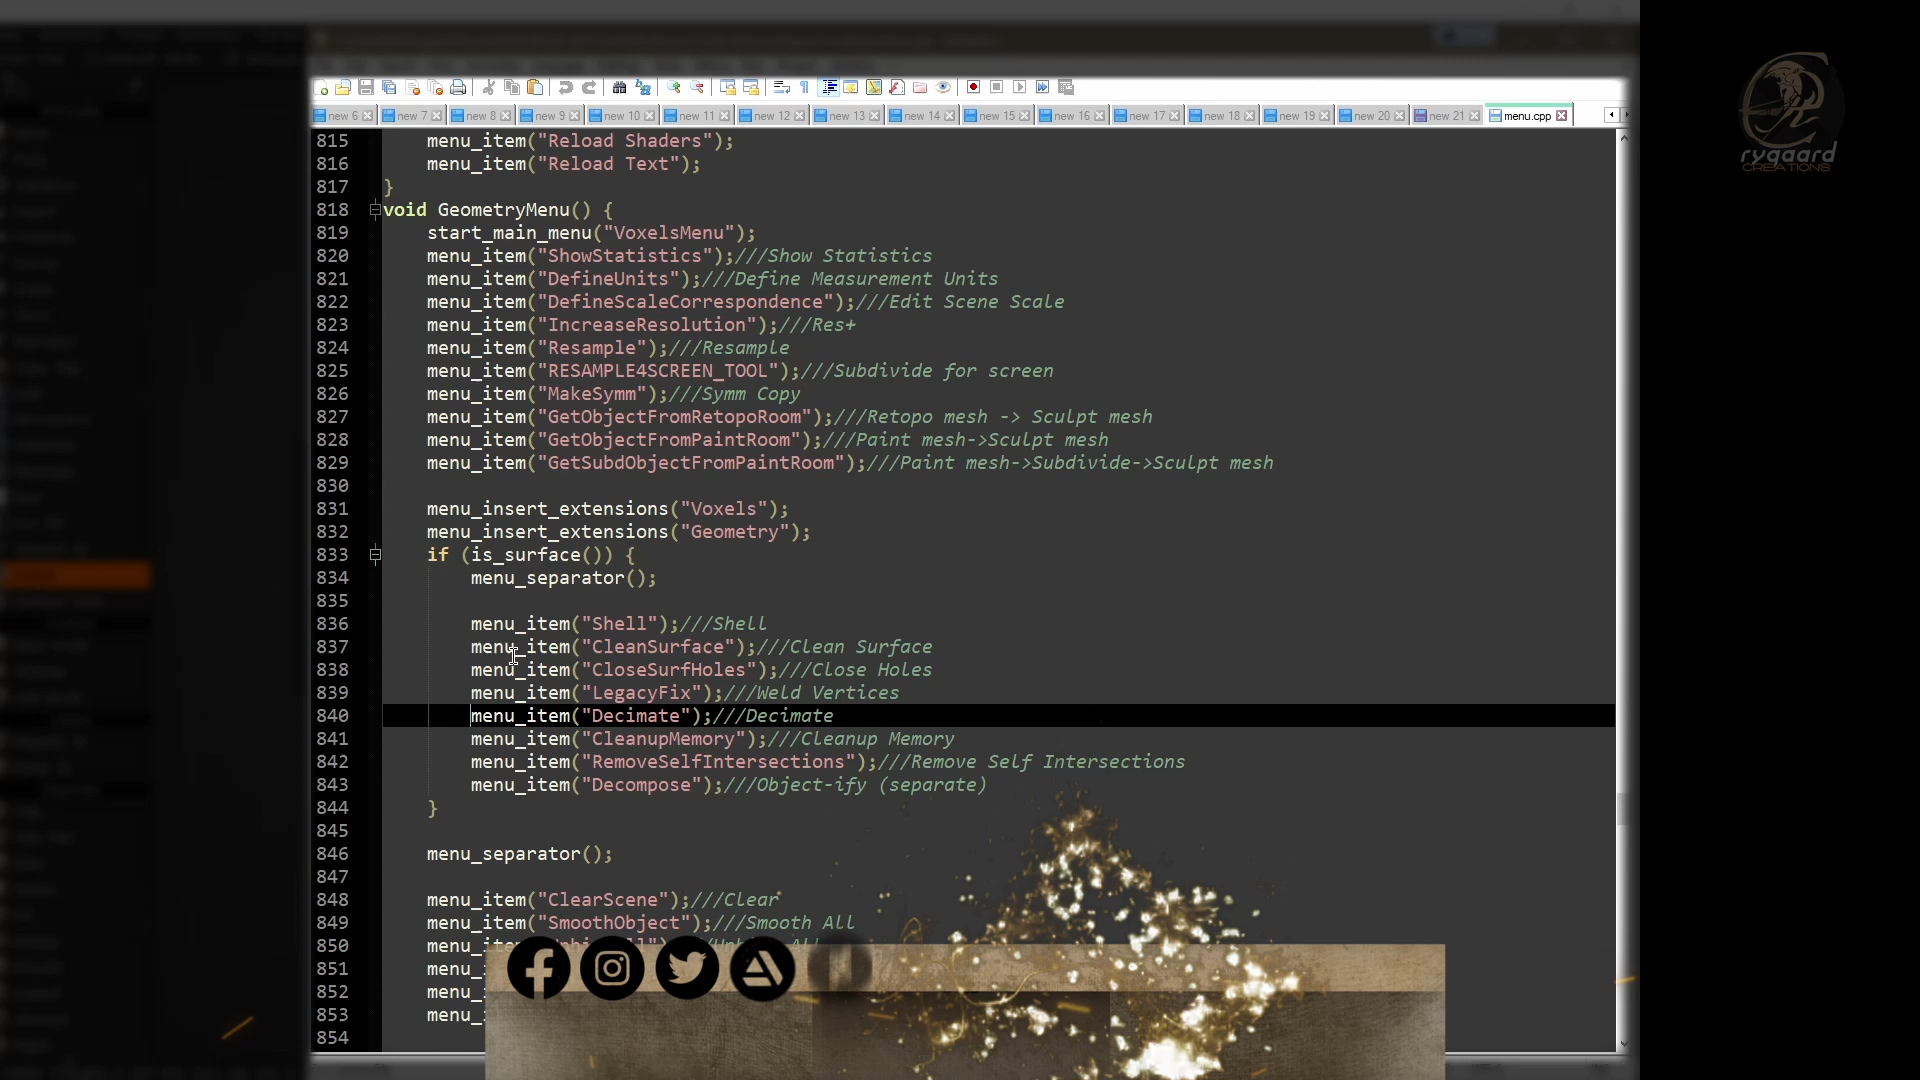 rygaard
CREATIONS
new 6 new 7 new 8 new 9 new 10 new 11 new 12 new 13 new 14 new 15 new 16 new 17 new 18 new 19 new 20 new 21 menu.cpp
815 menu_item("Reload Shaders");
816 menu_item("Reload Text");
817 }
818 void GeometryMenu() {
819 start_main_menu("VoxelsMenu");
820 menu_item("ShowStatistics");///Show Statistics
821 menu_item("DefineUnits");///Define Measurement Units
822 menu_item("DefineScaleCorrespondence");///Edit Scene Scale
823 menu_item("IncreaseResolution");///Res+
824 menu_item("Resample");///Resample
825 menu_item("RESAMPLE4SCREEN_TOOL");///Subdivide for screen
826 menu_item("MakeSymm");///Symm Copy
827 menu_item("GetObjectFromRetopoRoom");///Retopo mesh -> Sculpt mesh
828 menu_item("GetObjectFromPaintRoom");///Paint mesh->Sculpt mesh
829 menu_item("GetSubdObjectFromPaintRoom");///Paint mesh->Subdivide->Sculpt mesh
830
831 menu_insert_extensions("Voxels");
832 menu_insert_extensions("Geometry");
833 if (is_surface()) {
834 menu_separator();
835
836 menu_item("Shell");///Shell
837 menu_item("CleanSurface");///Clean Surface
838 menu_item("CloseSurfHoles");///Close Holes
839 menu_item("LegacyFix");///Weld Vertices
840 menu_item("Decimate");///Decimate
841 menu_item("CleanupMemory");///Cleanup Memory
842 menu_item("RemoveSelfIntersections");///Remove Self Intersections
843 menu_item("Decompose");///Object-ify (separate)
844 }
845
846 menu_separator();
847
848 menu_item("ClearScene");///Clear
849 menu_item("SmoothObject");///Smooth All
850
851 menu_
852 menu_
853 menu_
854